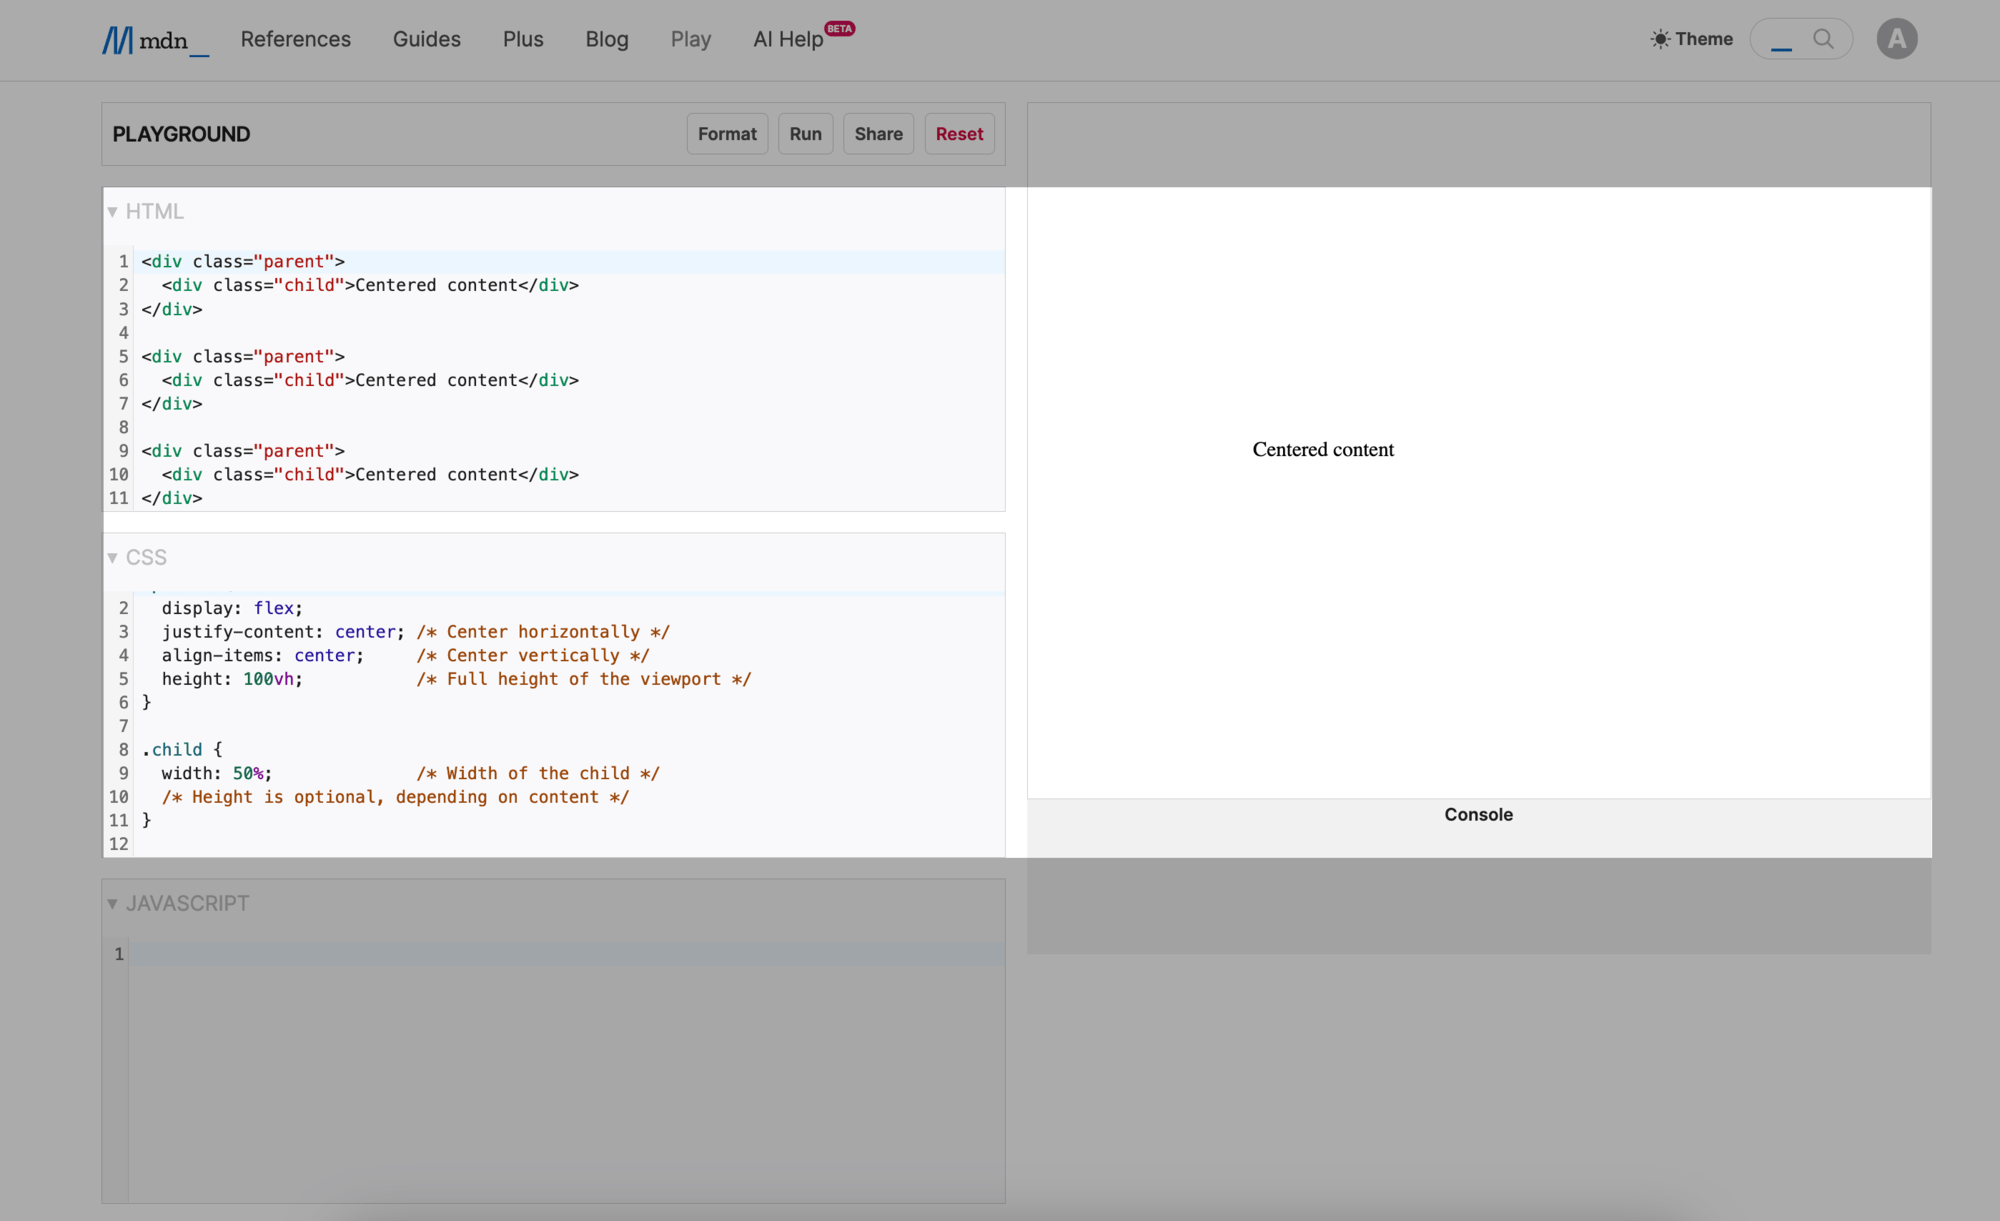 mdn_
References
Guides
Plus
Blog
Play
AI Help
BETA
Theme
A
PLAYGROUND
Format
Run
Share
Reset
HTML
1 <div class="parent">
2   <div class="child">Centered content</div>
3 </div>
4
5 <div class="parent">
6   <div class="child">Centered content</div>
7 </div>
8
9 <div class="parent">
10   <div class="child">Centered content</div>
11 </div>
CSS
2   display: flex;
3   justify-content: center; /* Center horizontally */
4   align-items: center;     /* Center vertically */
5   height: 100vh;           /* Full height of the viewport */
6 }
7
8 .child {
9   width: 50%;              /* Width of the child */
10   /* Height is optional, depending on content */
11 }
12
JAVASCRIPT
1
Centered content
Console